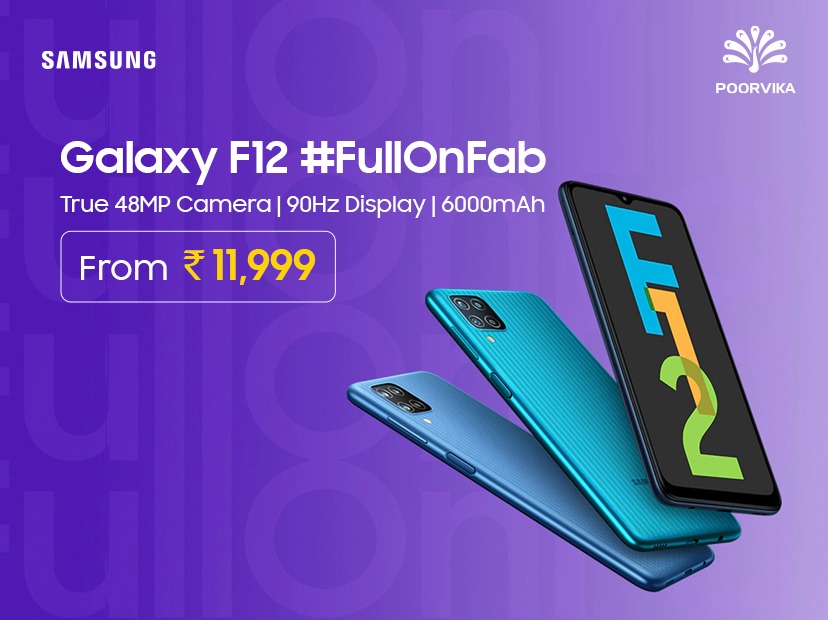 SAMSUNG
POORVIKA
Galaxy F12 #FullOnFab
True 48MP Camera | 90Hz Display | 6000mAh
From ₹ 11,999
F12